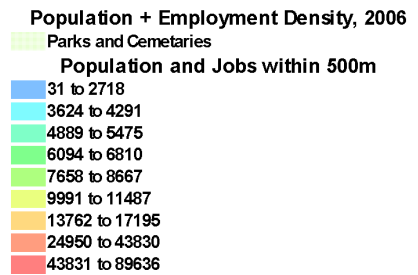 Population + Employment Density, 2006
Parks and Cemetaries
Population and Jobs within 500m
31 to 2718
3624 to 4291
4889 to 5475
6094 to 6810
7658 to 8667
9991 to 11487
13762 to 17195
24950 to 43830
43831 to 89636